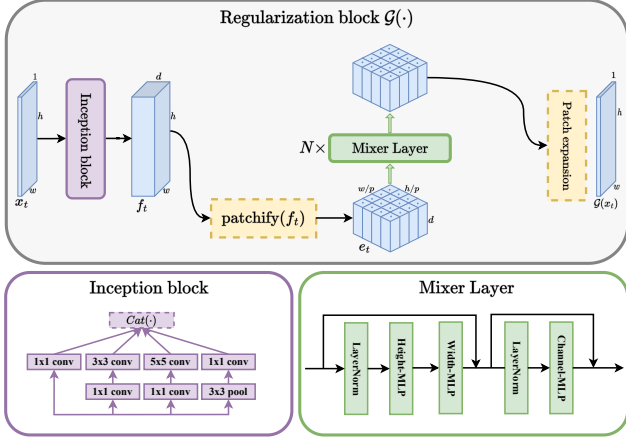 Regularization block 𝒢(·)
1
h
w
x_t
Inception block
d
h
w
f_t
patchify(f_t)
w/p
h/p
d
e_t
N×
Mixer Layer
Patch expansion
1
h
w
𝒢(x_t)
Inception block
Cat(·)
1x1 conv
3x3 conv
5x5 conv
1x1 conv
1x1 conv
1x1 conv
3x3 pool
Mixer Layer
LayerNorm
Height-MLP
Width-MLP
LayerNorm
Channel-MLP